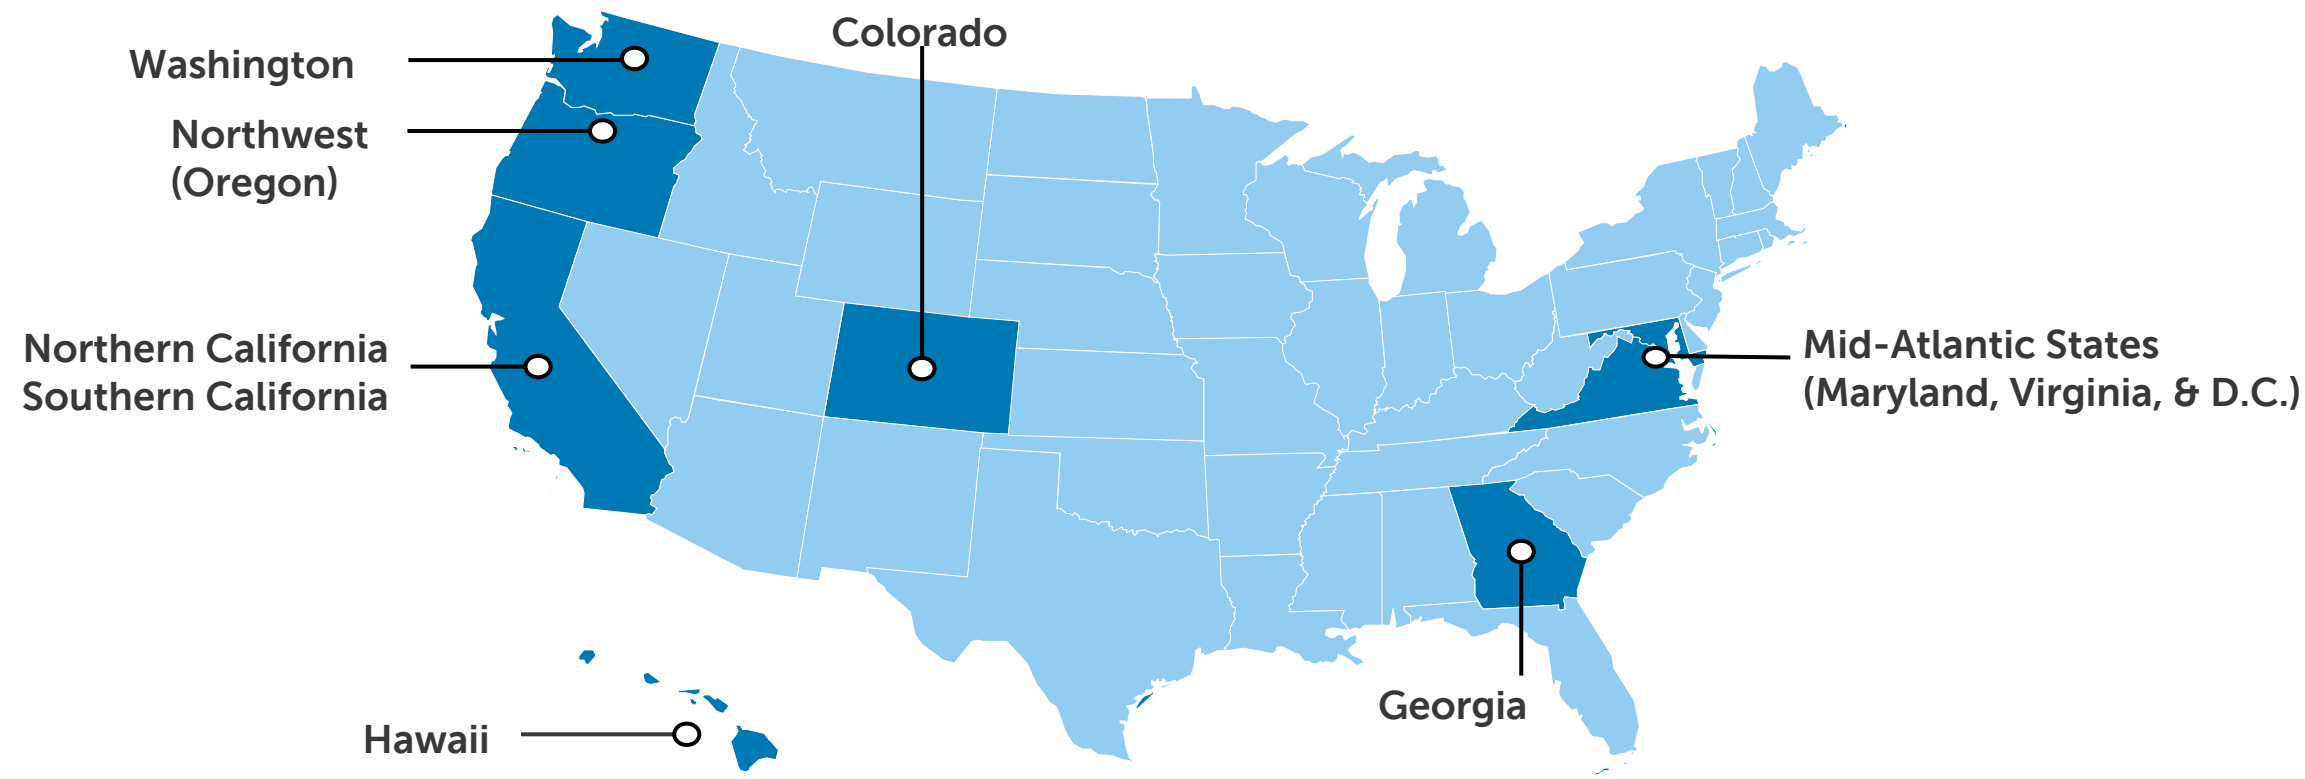 Colorado
Washington
Northwest
(Oregon)
Northern California
Southern California
Mid-Atlantic States
(Maryland, Virginia, & D.C.)
Georgia
Hawaii